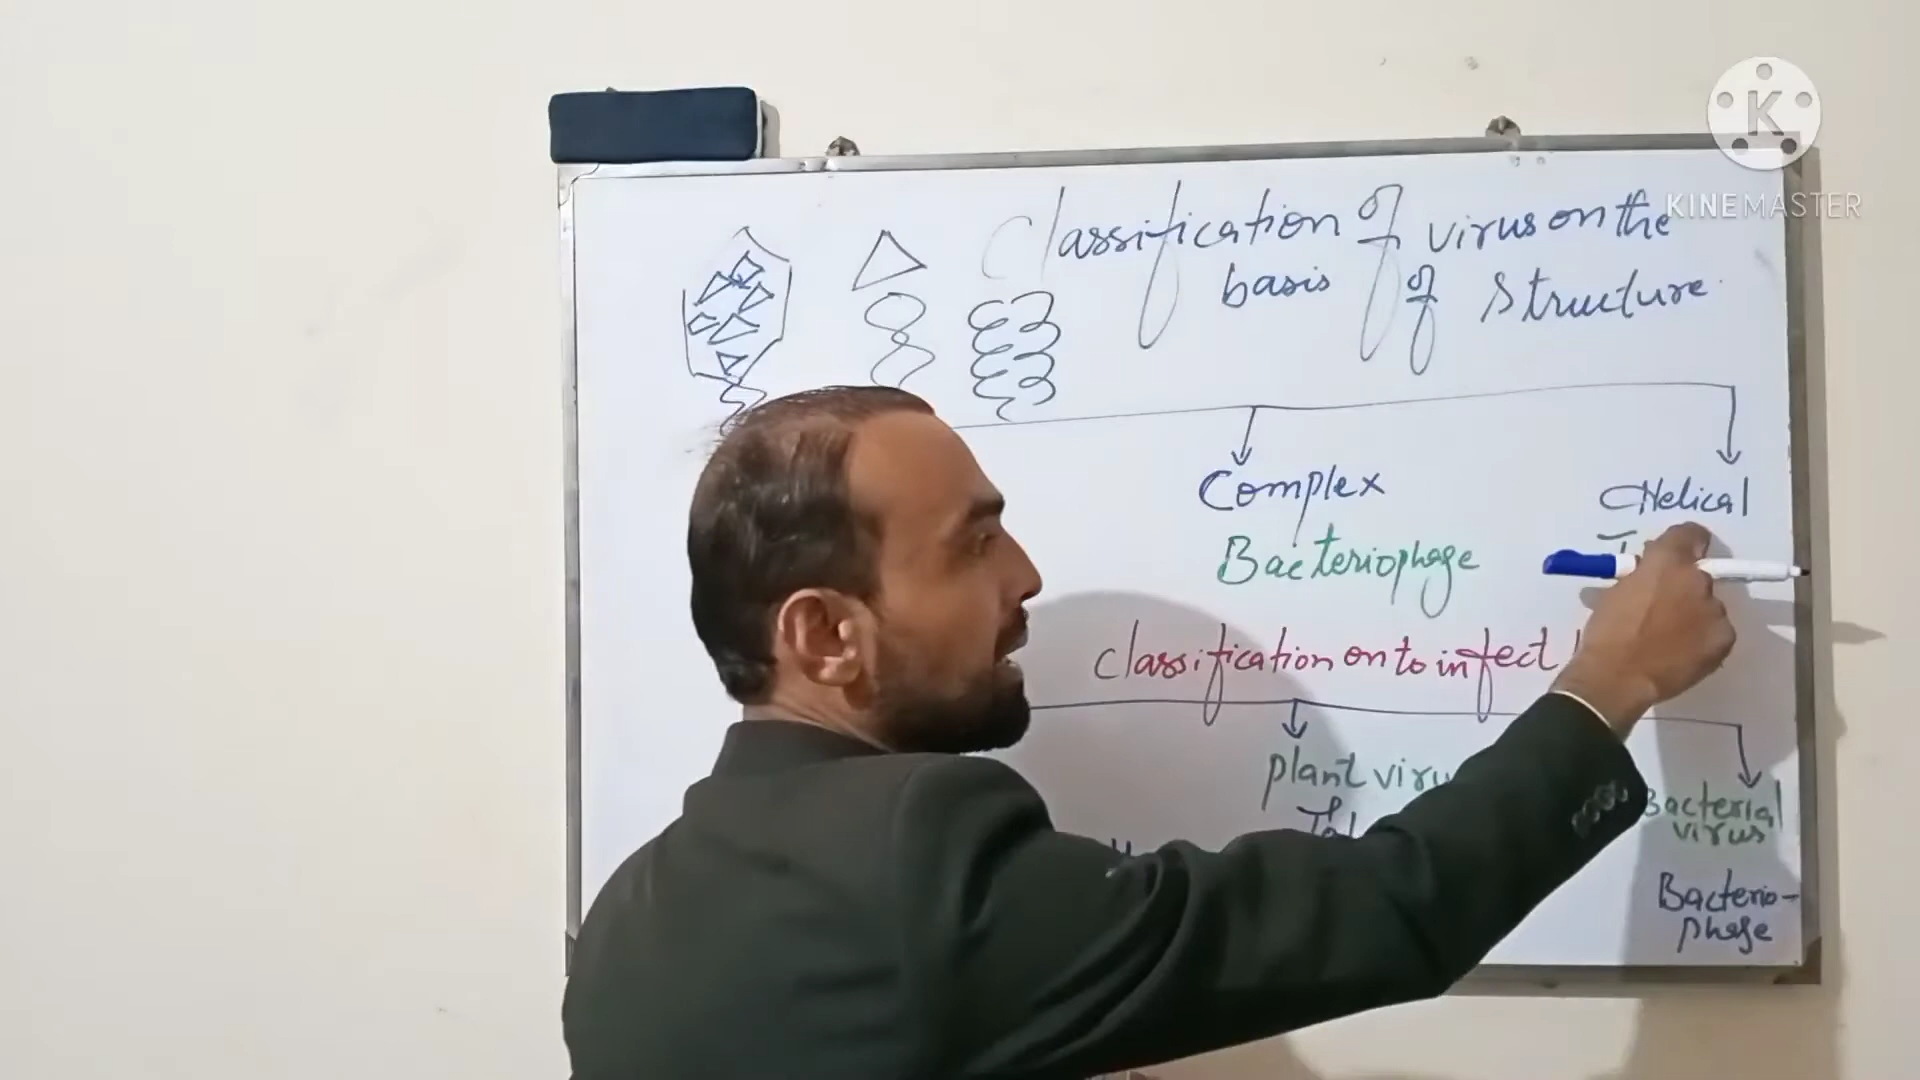 K
KINEMASTER
Classification of virus on the
basis of Structure.
Complex
Helical
Bacteriophage
classification on to infect
plant
Bacterial
virus
Bacterio-
phage